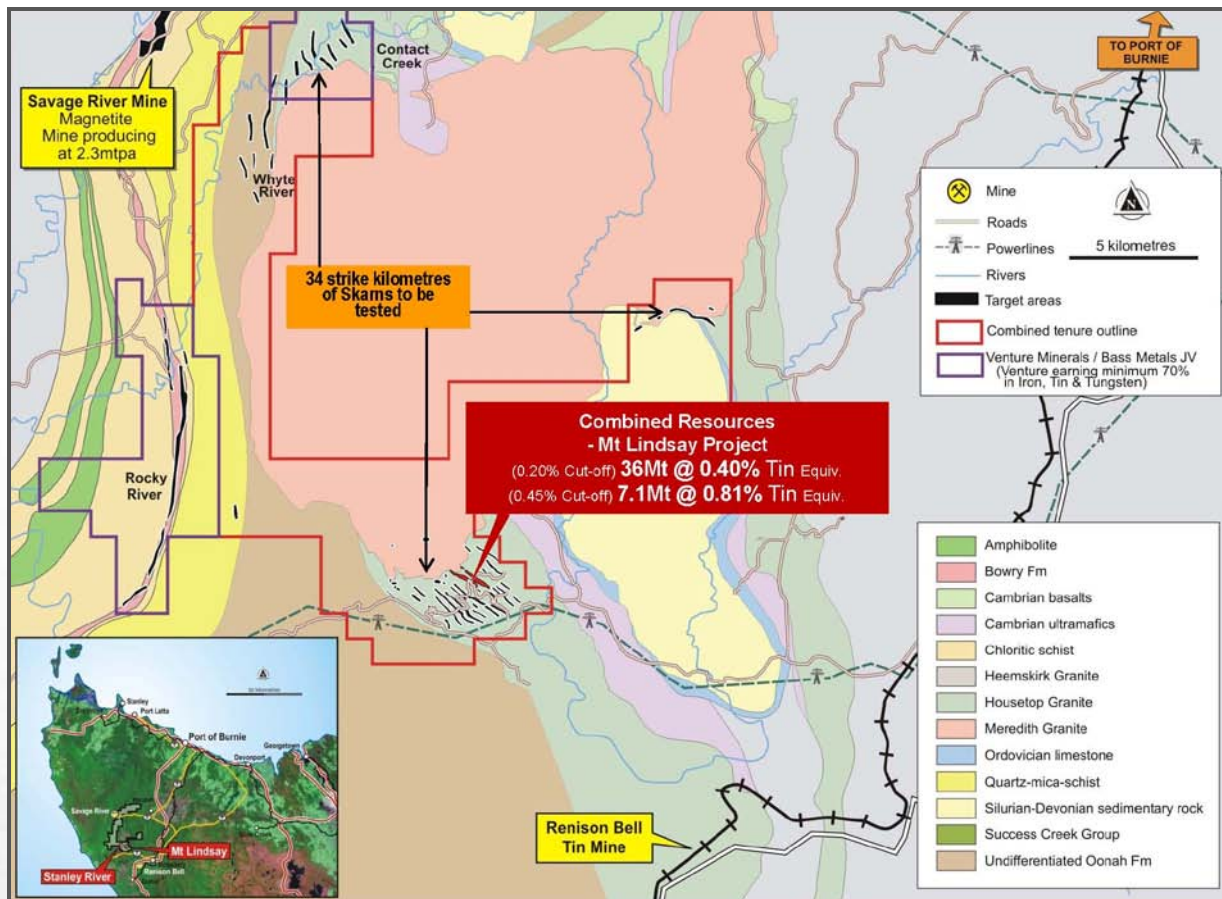 Contact
Creek
TO PORT OF
BURNIE
Savage River Mine
Magnetite
Mine producing
at 2.3mtpa
Whyte
River
Mine
Roads
N
Powerlines
5 kilometres
Rivers
Target areas
Combined tenure outline
Venture Minerals / Bass Metals JV
(Venture earning minimum 70%
in Iron, Tin & Tungsten)
34 strike kilometres
of Skarns to be
tested
Combined Resources
- Mt Lindsay Project
(0.20% Cut-off) 36Mt @ 0.40% Tin Equiv.
(0.45% Cut-off) 7.1Mt @ 0.81% Tin Equiv.
Rocky
River
Amphibolite
Bowry Fm
Cambrian basalts
Cambrian ultramafics
Chloritic schist
Heemskirk Granite
Housetop Granite
Meredith Granite
Ordovician limestone
Quartz-mica-schist
Silurian-Devonian sedimentary rock
Success Creek Group
Undifferentiated Oonah Fm
Renison Bell
Tin Mine
Stanley
Port Latta
Port of Burnie
Devonport
Georgetown
Savage River
Mt Lindsay
Stanley River
Renison Bell